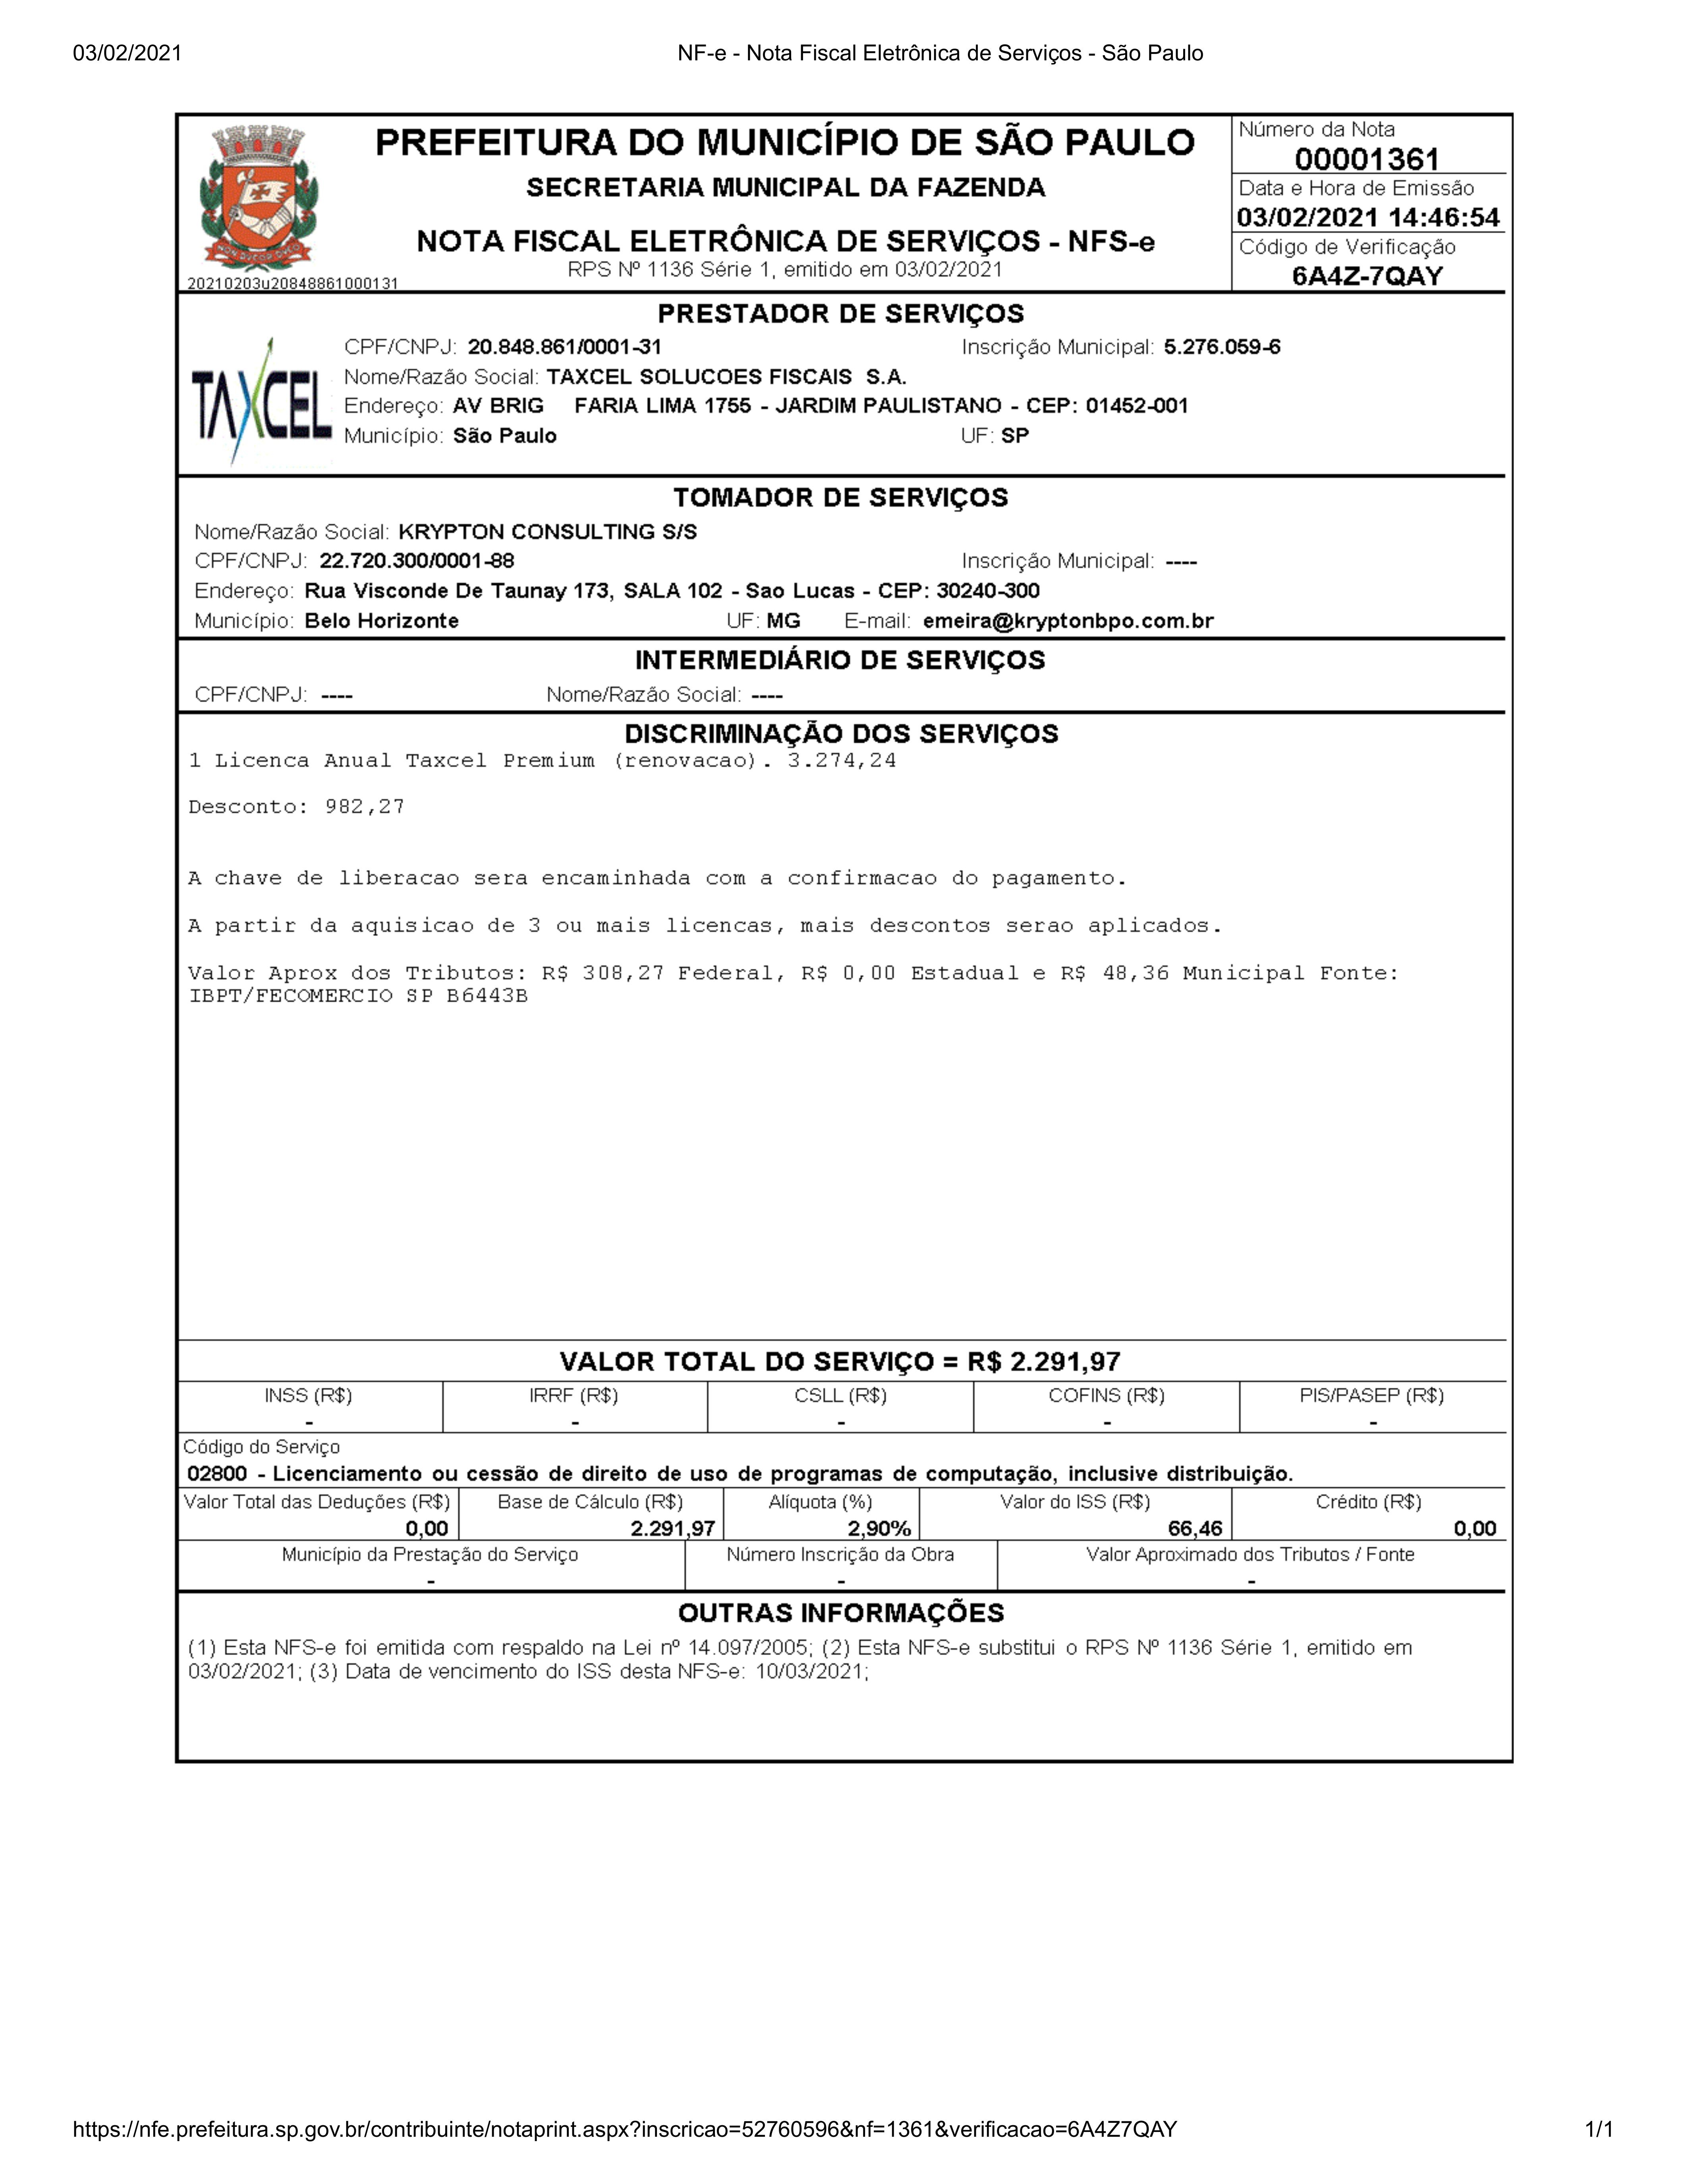 03/02/2021 NF-e - Nota Fiscal Eletrônica de Serviços - São Paulo
PREFEITURA DO MUNICÍPIO DE SÃO PAULO
SECRETARIA MUNICIPAL DA FAZENDA
NOTA FISCAL ELETRÔNICA DE SERVIÇOS - NFS-e
RPS Nº 1136 Série 1, emitido em 03/02/2021
20210203u20848861000131
Número da Nota
00001361
Data e Hora de Emissão
03/02/2021 14:46:54
Código de Verificação
6A4Z-7QAY
PRESTADOR DE SERVIÇOS
TAXCEL
CPF/CNPJ: 20.848.861/0001-31 Inscrição Municipal: 5.276.059-6
Nome/Razão Social: TAXCEL SOLUCOES FISCAIS S.A.
Endereço: AV BRIG FARIA LIMA 1755 - JARDIM PAULISTANO - CEP: 01452-001
Município: São Paulo UF: SP
TOMADOR DE SERVIÇOS
Nome/Razão Social: KRYPTON CONSULTING S/S
CPF/CNPJ: 22.720.300/0001-88 Inscrição Municipal: ----
Endereço: Rua Visconde De Taunay 173, SALA 102 - Sao Lucas - CEP: 30240-300
Município: Belo Horizonte UF: MG E-mail: emeira@kryptonbpo.com.br
INTERMEDIÁRIO DE SERVIÇOS
CPF/CNPJ: ---- Nome/Razão Social: ----
DISCRIMINAÇÃO DOS SERVIÇOS
1 Licenca Anual Taxcel Premium (renovacao). 3.274,24
Desconto: 982,27
A chave de liberacao sera encaminhada com a confirmacao do pagamento.
A partir da aquisicao de 3 ou mais licencas, mais descontos serao aplicados.
Valor Aprox dos Tributos: R$ 308,27 Federal, R$ 0,00 Estadual e R$ 48,36 Municipal Fonte:
IBPT/FECOMERCIO SP B6443B
VALOR TOTAL DO SERVIÇO = R$ 2.291,97
INSS (R$) IRRF (R$) CSLL (R$) COFINS (R$) PIS/PASEP (R$)
- - - - -
Código do Serviço
02800 - Licenciamento ou cessão de direito de uso de programas de computação, inclusive distribuição.
Valor Total das Deduções (R$) Base de Cálculo (R$) Alíquota (%) Valor do ISS (R$) Crédito (R$)
0,00 2.291,97 2,90% 66,46 0,00
Município da Prestação do Serviço Número Inscrição da Obra Valor Aproximado dos Tributos / Fonte
- - -
OUTRAS INFORMAÇÕES
(1) Esta NFS-e foi emitida com respaldo na Lei nº 14.097/2005; (2) Esta NFS-e substitui o RPS Nº 1136 Série 1, emitido em
03/02/2021; (3) Data de vencimento do ISS desta NFS-e: 10/03/2021;
https://nfe.prefeitura.sp.gov.br/contribuinte/notaprint.aspx?inscricao=52760596&nf=1361&verificacao=6A4Z7QAY 1/1